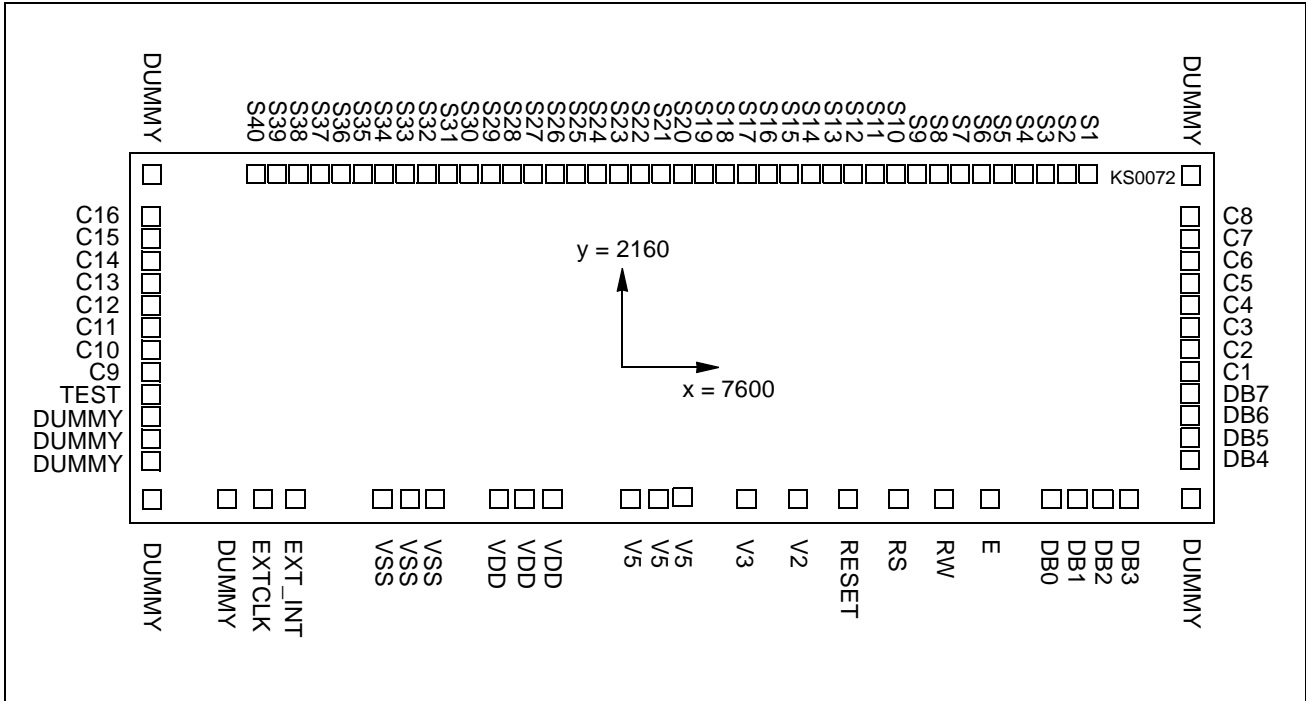 DUMMY
S40
S39
S38
S37
S36
S35
S34
S33
S32
S31
S30
S29
S28
S27
S26
S25
S24
S23
S22
S21
S20
S19
S18
S17
S16
S15
S14
S13
S12
S11
S10
S9
S8
S7
S6
S5
S4
S3
S2
S1
DUMMY
KS0072
C16
C15
C14
C13
C12
C11
C10
C9
TEST
DUMMY
DUMMY
DUMMY
y = 2160
x = 7600
C8
C7
C6
C5
C4
C3
C2
C1
DB7
DB6
DB5
DB4
DUMMY
DUMMY
EXTCLK
EXT_INT
VSS
VSS
VSS
VDD
VDD
VDD
V5
V5
V5
V3
V2
RESET
RS
RW
E
DB0
DB1
DB2
DB3
DUMMY